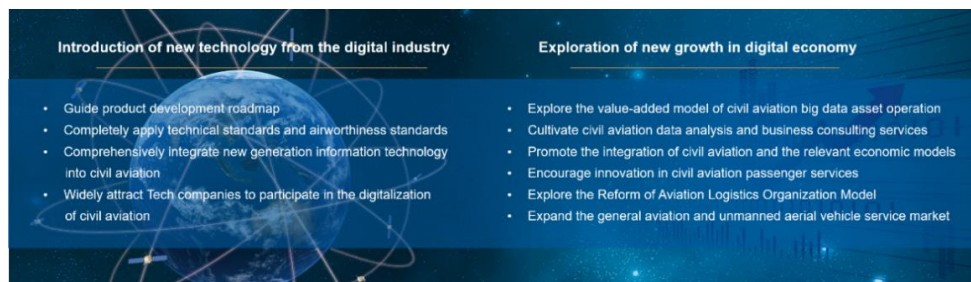 Introduction of new technology from the digital industry
• Guide product development roadmap
• Completely apply technical standards and airworthiness standards
• Comprehensively integrate new generation information technology
into civil aviation
• Widely attract Tech companies to participate in the digitalization
of civil aviation
Exploration of new growth in digital economy
• Explore the value-added model of civil aviation big data asset operation
• Cultivate civil aviation data analysis and business consulting services
• Promote the integration of civil aviation and the relevant economic models
• Encourage innovation in civil aviation passenger services
• Explore the Reform of Aviation Logistics Organization Model
• Expand the general aviation and unmanned aerial vehicle service market